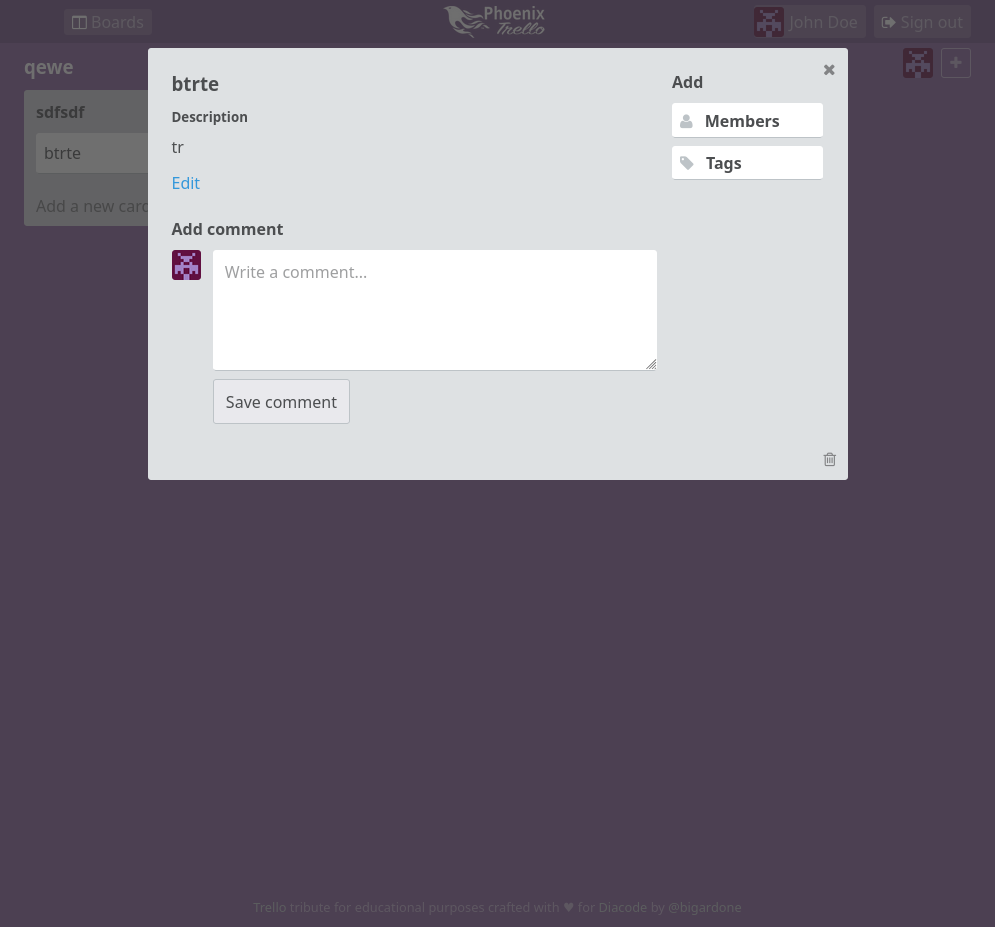 Boards
Phoenix
Trello
John Doe
Sign out
qewe
sdfsdf
btrte
Add a new card
btrte
Description
tr
Edit
Add comment
Write a comment...
Save comment
Add
Members
Tags
Trello tribute for educational purposes crafted with ♥ for Diacode by @bigardone